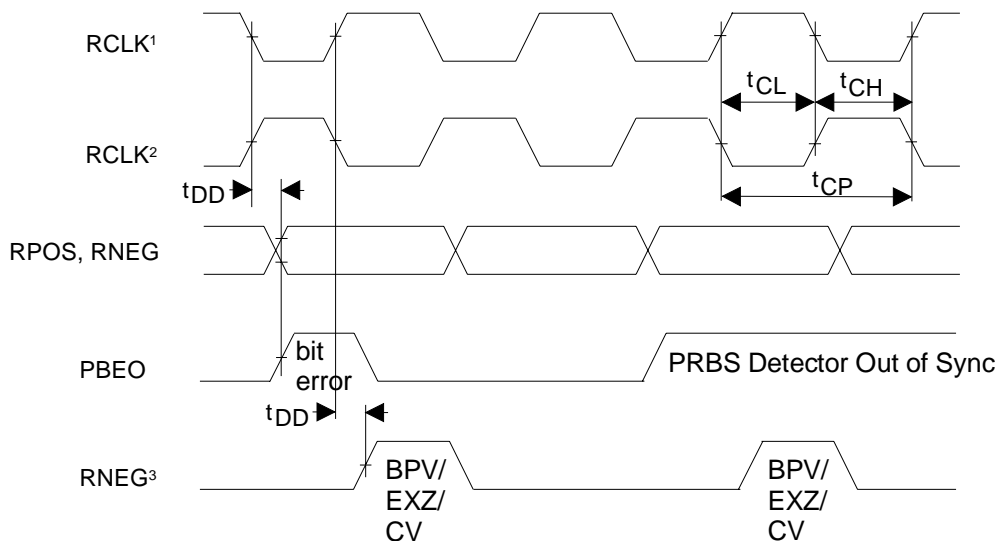 RCLK¹
tCL
tCH
RCLK²
tDD
tCP
RPOS, RNEG
PBEO
bit
error
PRBS Detector Out of Sync
tDD
RNEG³
BPV/
EXZ/
CV
BPV/
EXZ/
CV